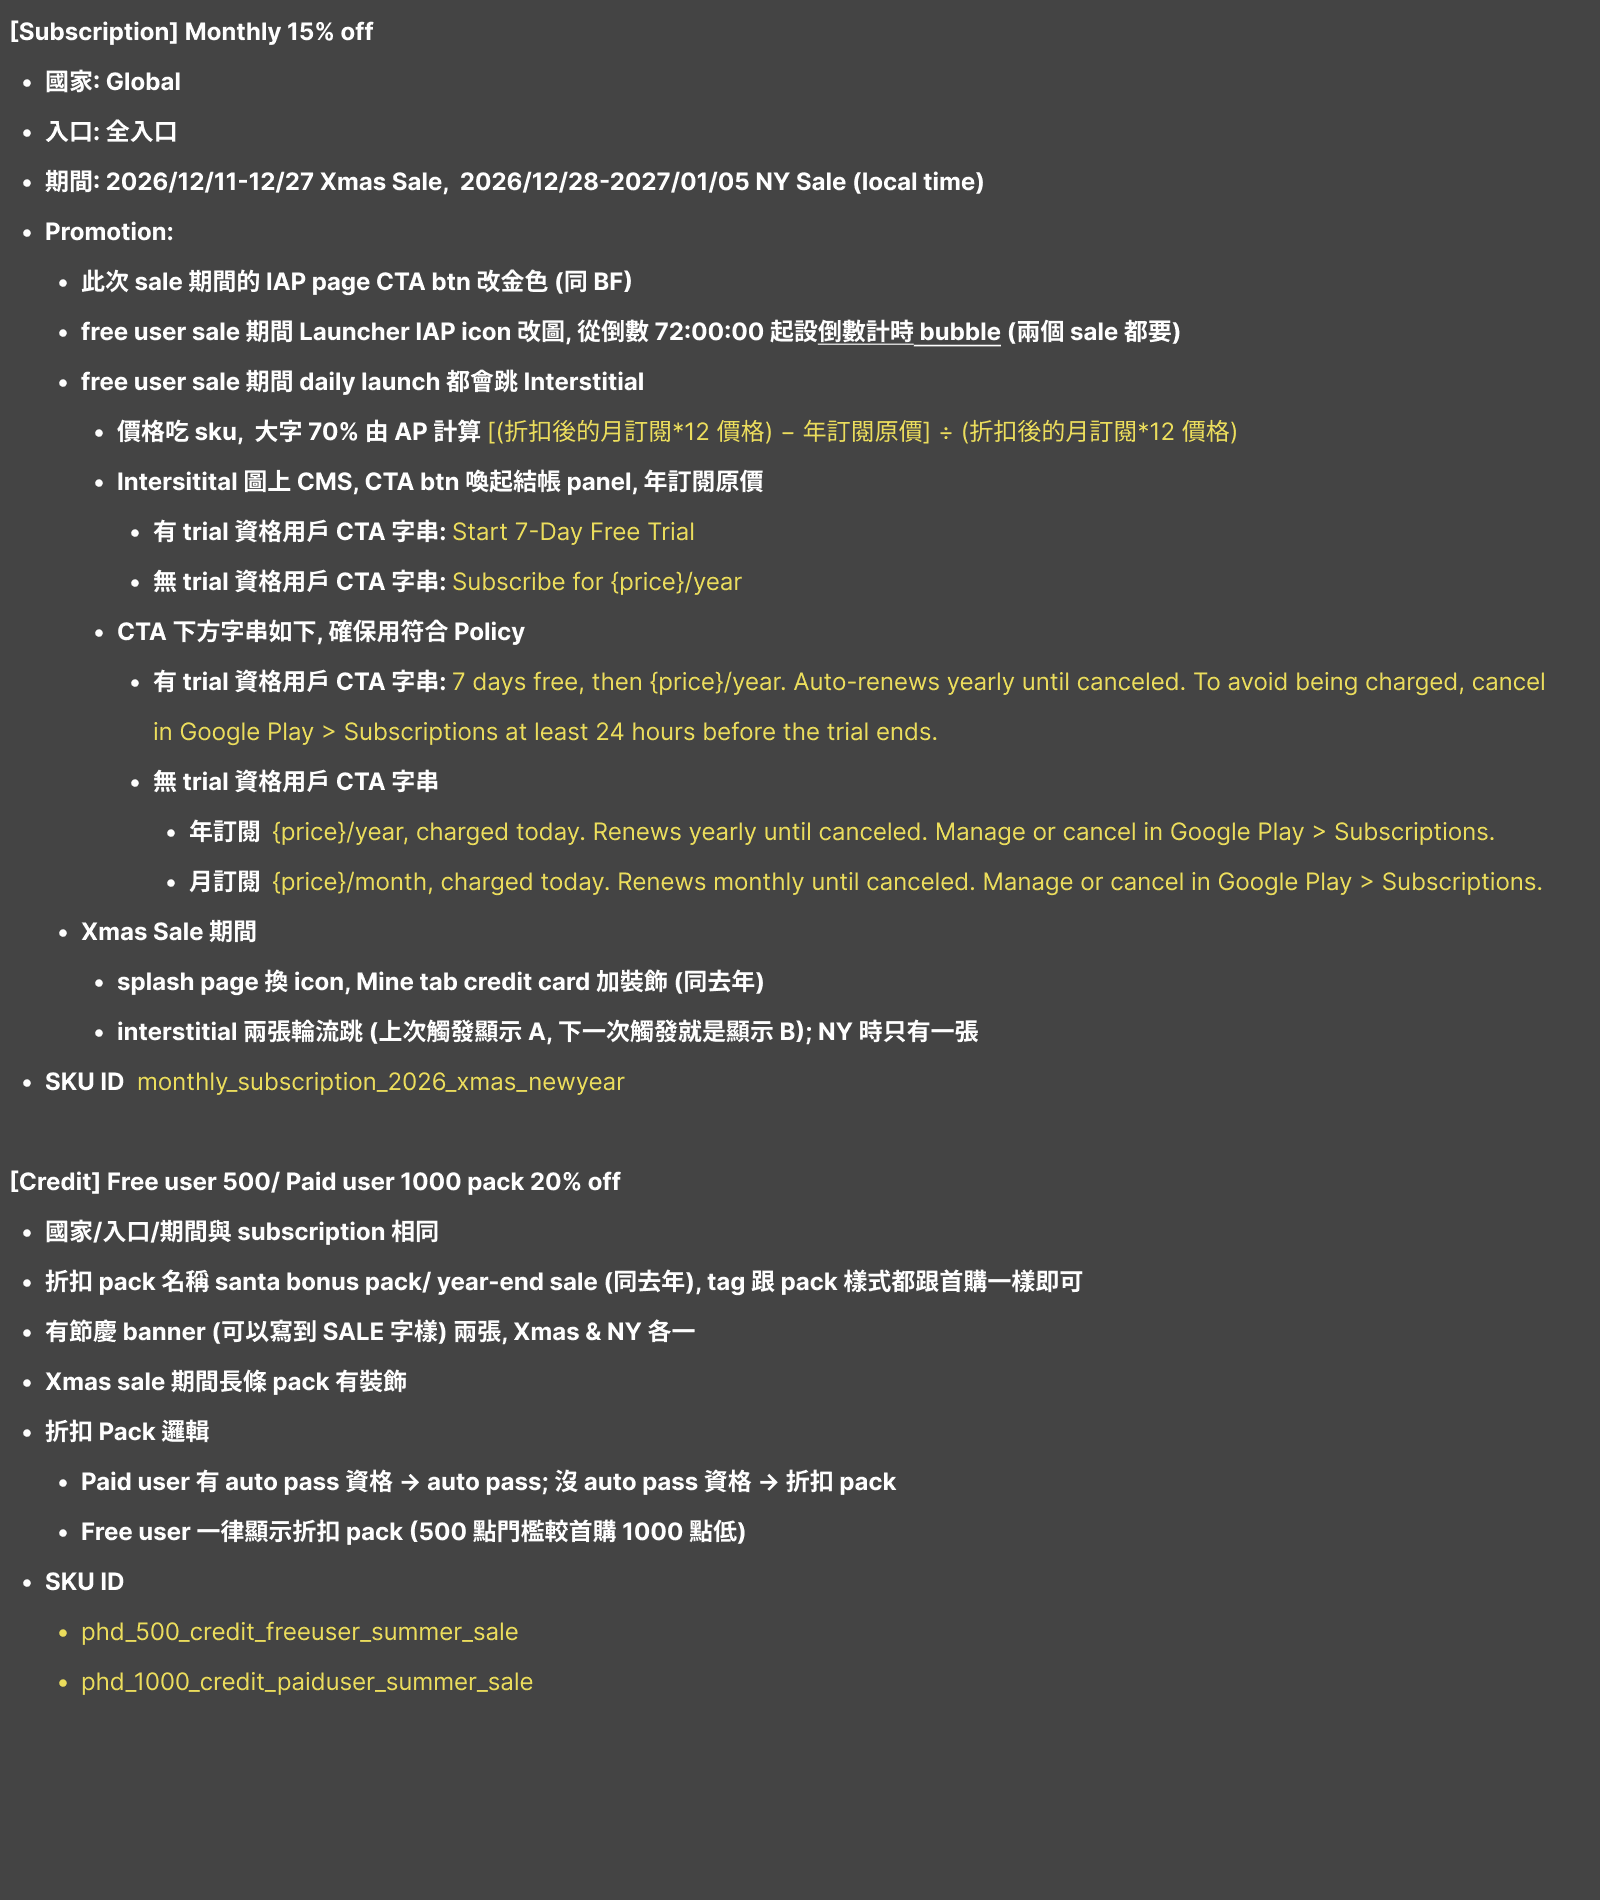 [Subscription] Monthly 15% off
• 國家: Global
• 入口: 全入口
• 期間: 2026/12/11-12/27 Xmas Sale,  2026/12/28-2027/01/05 NY Sale (local time)
• Promotion:
• 此次 sale 期間的 IAP page CTA btn 改金色 (同 BF)
• free user sale 期間 Launcher IAP icon 改圖, 從倒數 72:00:00 起設倒數計時 bubble (兩個 sale 都要)
• free user sale 期間 daily launch 都會跳 Interstitial
• 價格吃 sku,  大字 70% 由 AP 計算 [(折扣後的月訂閱*12 價格) − 年訂閱原價] ÷ (折扣後的月訂閱*12 價格)
• Intersitital 圖上 CMS, CTA btn 喚起結帳 panel, 年訂閱原價
• 有 trial 資格用戶 CTA 字串: Start 7-Day Free Trial
• 無 trial 資格用戶 CTA 字串: Subscribe for {price}/year
• CTA 下方字串如下, 確保用符合 Policy
• 有 trial 資格用戶 CTA 字串: 7 days free, then {price}/year. Auto-renews yearly until canceled. To avoid being charged, cancel
in Google Play > Subscriptions at least 24 hours before the trial ends.
• 無 trial 資格用戶 CTA 字串
• 年訂閱  {price}/year, charged today. Renews yearly until canceled. Manage or cancel in Google Play > Subscriptions.
• 月訂閱  {price}/month, charged today. Renews monthly until canceled. Manage or cancel in Google Play > Subscriptions.
• Xmas Sale 期間
• splash page 換 icon, Mine tab credit card 加裝飾 (同去年)
• interstitial 兩張輪流跳 (上次觸發顯示 A, 下一次觸發就是顯示 B); NY 時只有一張
• SKU ID  monthly_subscription_2026_xmas_newyear
[Credit] Free user 500/ Paid user 1000 pack 20% off
• 國家/入口/期間與 subscription 相同
• 折扣 pack 名稱 santa bonus pack/ year-end sale (同去年), tag 跟 pack 樣式都跟首購一樣即可
• 有節慶 banner (可以寫到 SALE 字樣) 兩張, Xmas & NY 各一
• Xmas sale 期間長條 pack 有裝飾
• 折扣 Pack 邏輯
• Paid user 有 auto pass 資格 → auto pass; 沒 auto pass 資格 → 折扣 pack
• Free user 一律顯示折扣 pack (500 點門檻較首購 1000 點低)
• SKU ID
• phd_500_credit_freeuser_summer_sale
• phd_1000_credit_paiduser_summer_sale